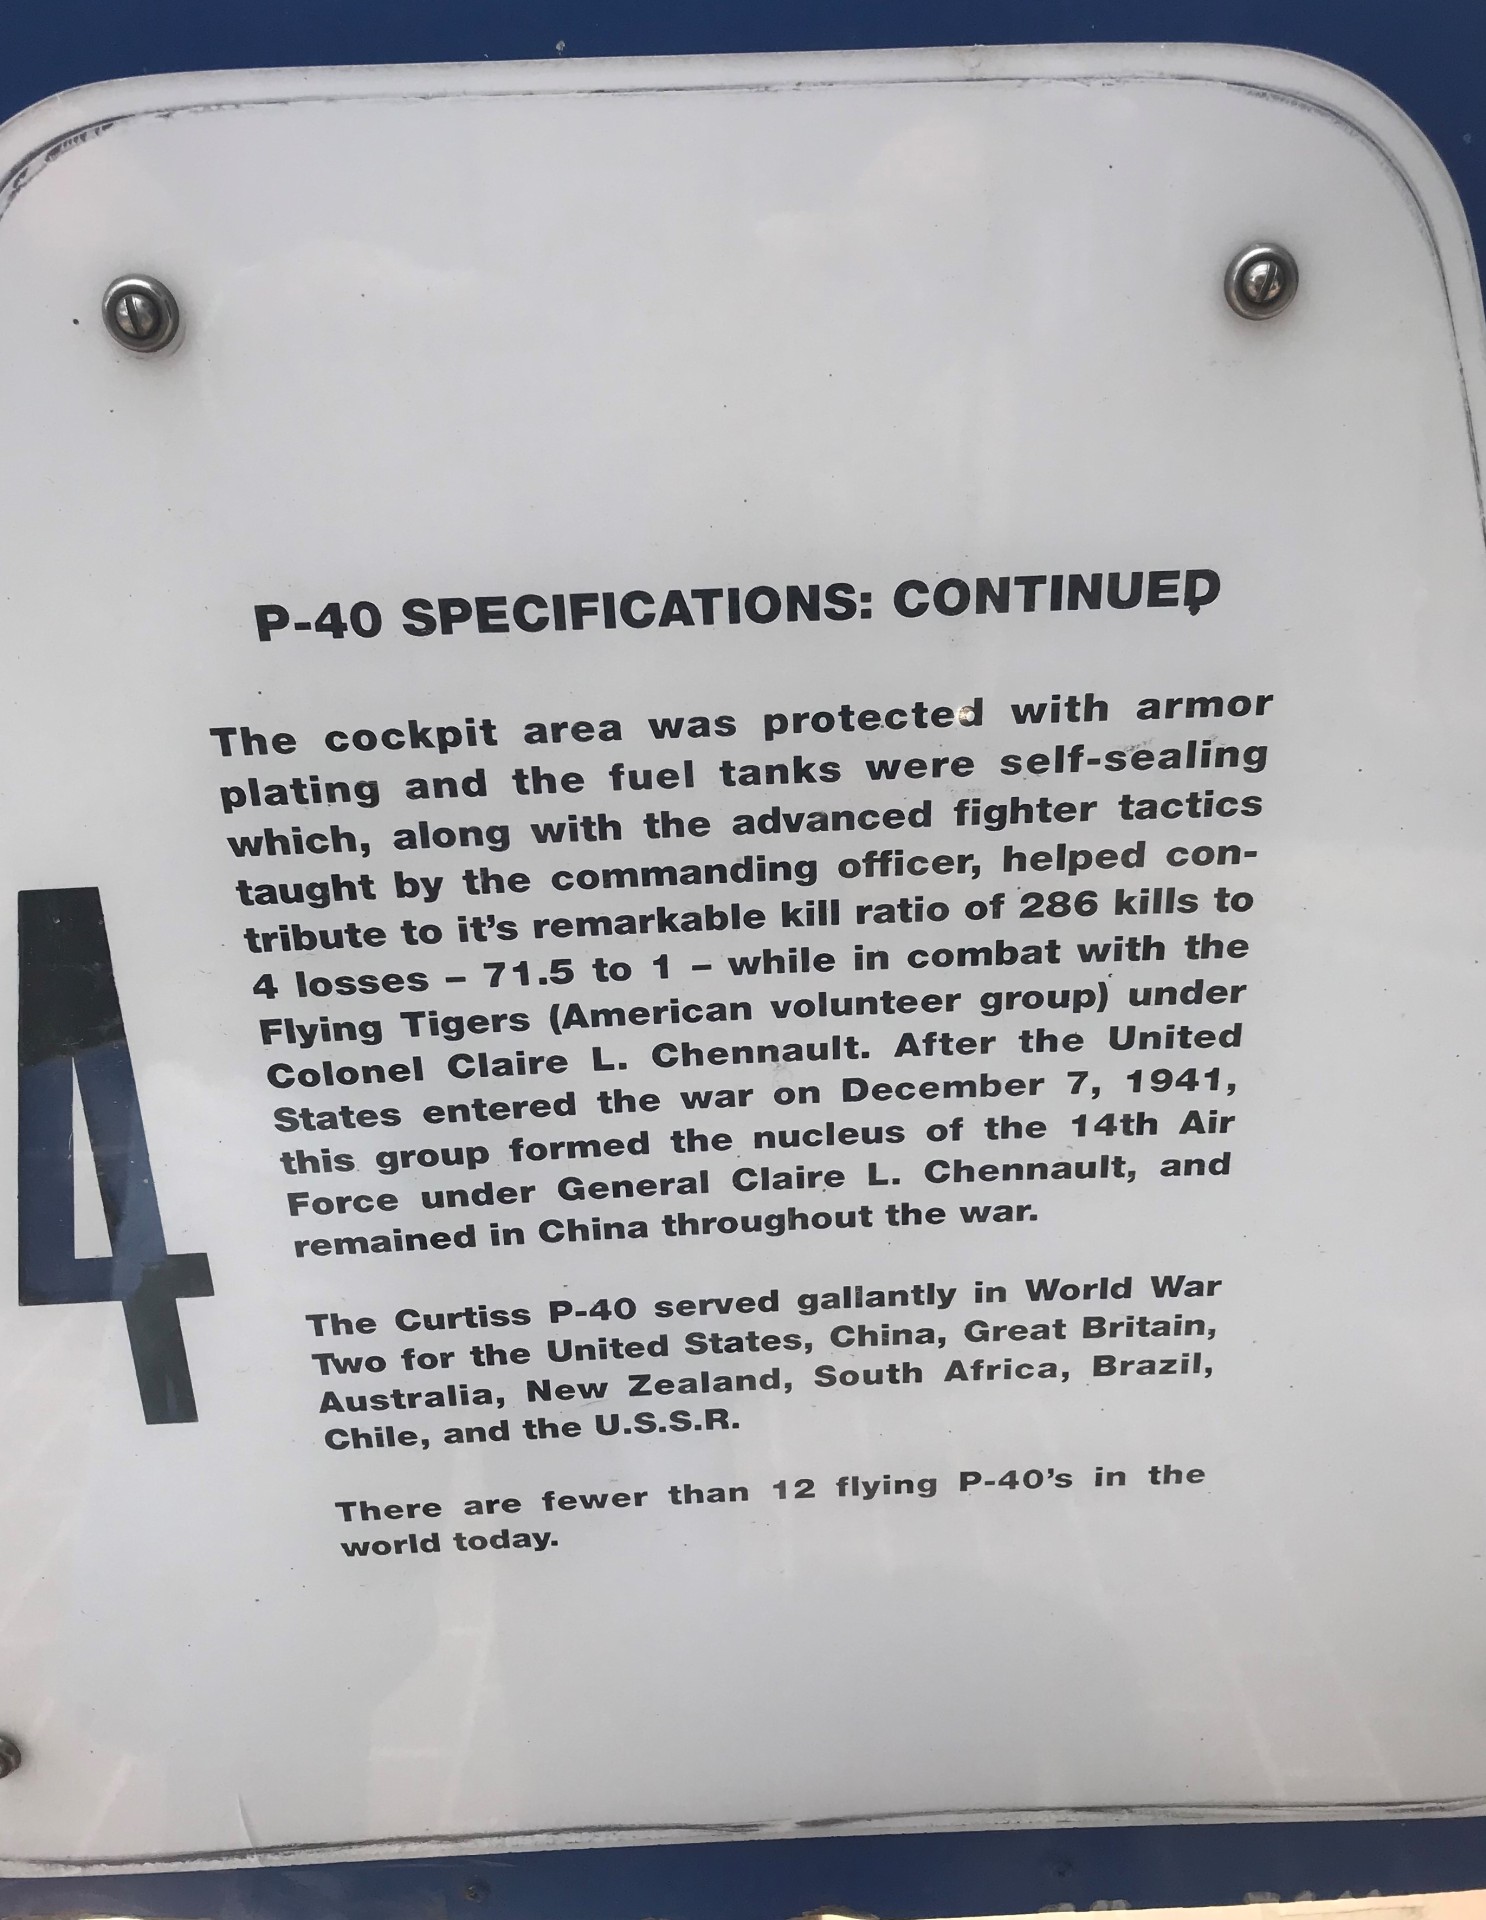 P-40 SPECIFICATIONS: CONTINUED
The cockpit area was protected with armor
plating and the fuel tanks were self-sealing
which, along with the advanced fighter tactics
taught by the commanding officer, helped con-
tribute to it's remarkable kill ratio of 286 kills to
4 losses – 71.5 to 1 – while in combat with the
Flying Tigers (American volunteer group) under
Colonel Claire L. Chennault. After the United
States entered the war on December 7, 1941,
this group formed the nucleus of the 14th Air
Force under General Claire L. Chennault, and
remained in China throughout the war.
The Curtiss P-40 served gallantly in World War
Two for the United States, China, Great Britain,
Australia, New Zealand, South Africa, Brazil,
Chile, and the U.S.S.R.
There are fewer than 12 flying P-40's in the
world today.
4